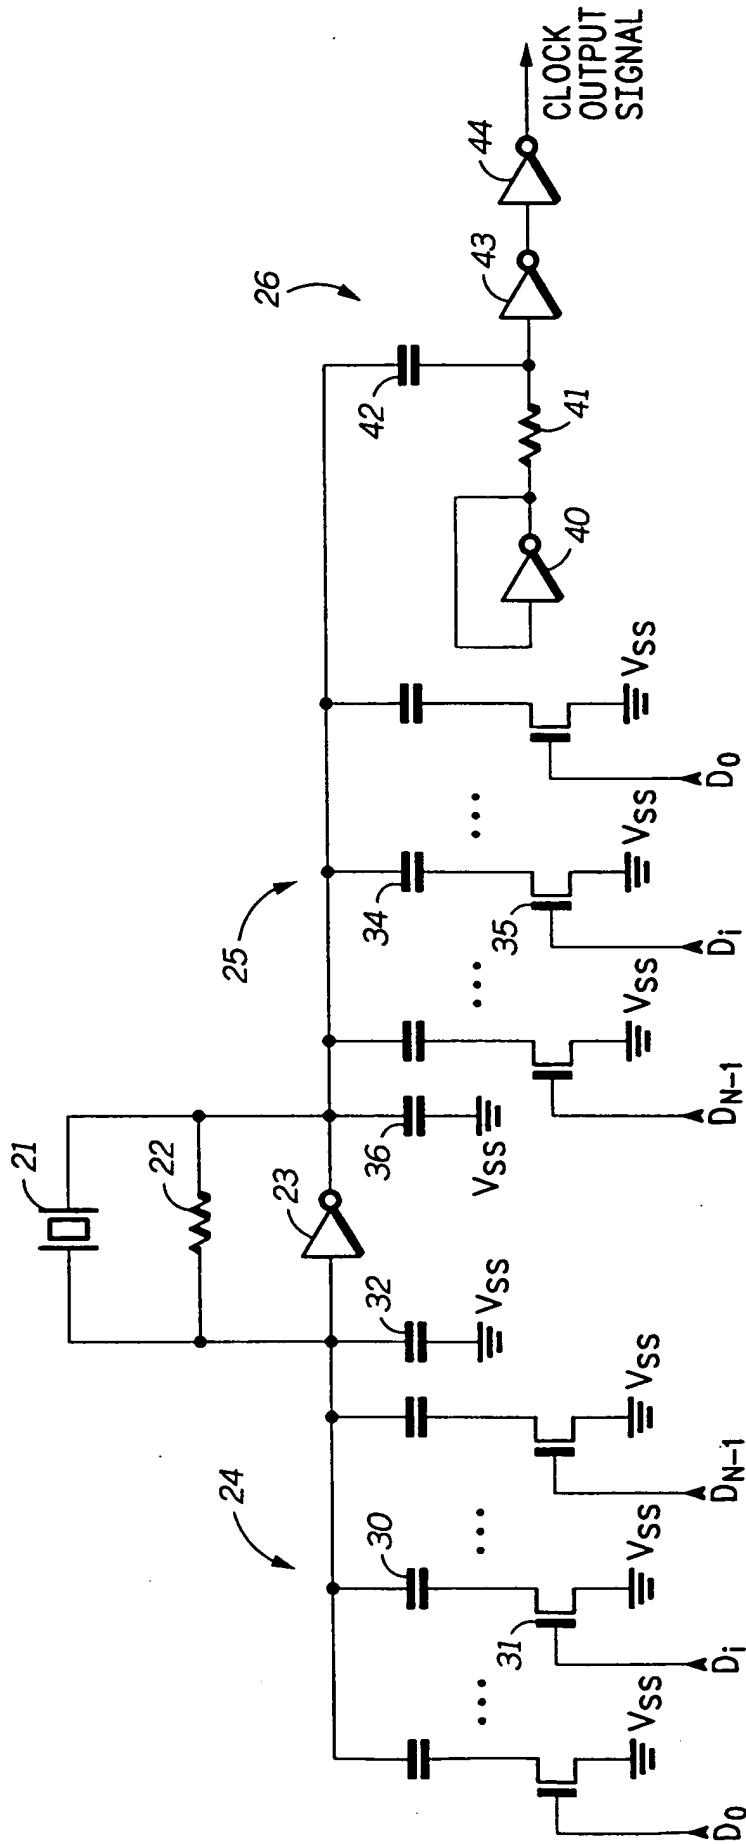 21
22
23
24
25
26
30
31
32
34
35
36
40
41
42
43
44
VSS
VSS
VSS
VSS
VSS
VSS
VSS
VSS
D0
Di
DN-1
DN-1
Di
D0
...
...
...
...
CLOCK
OUTPUT
SIGNAL